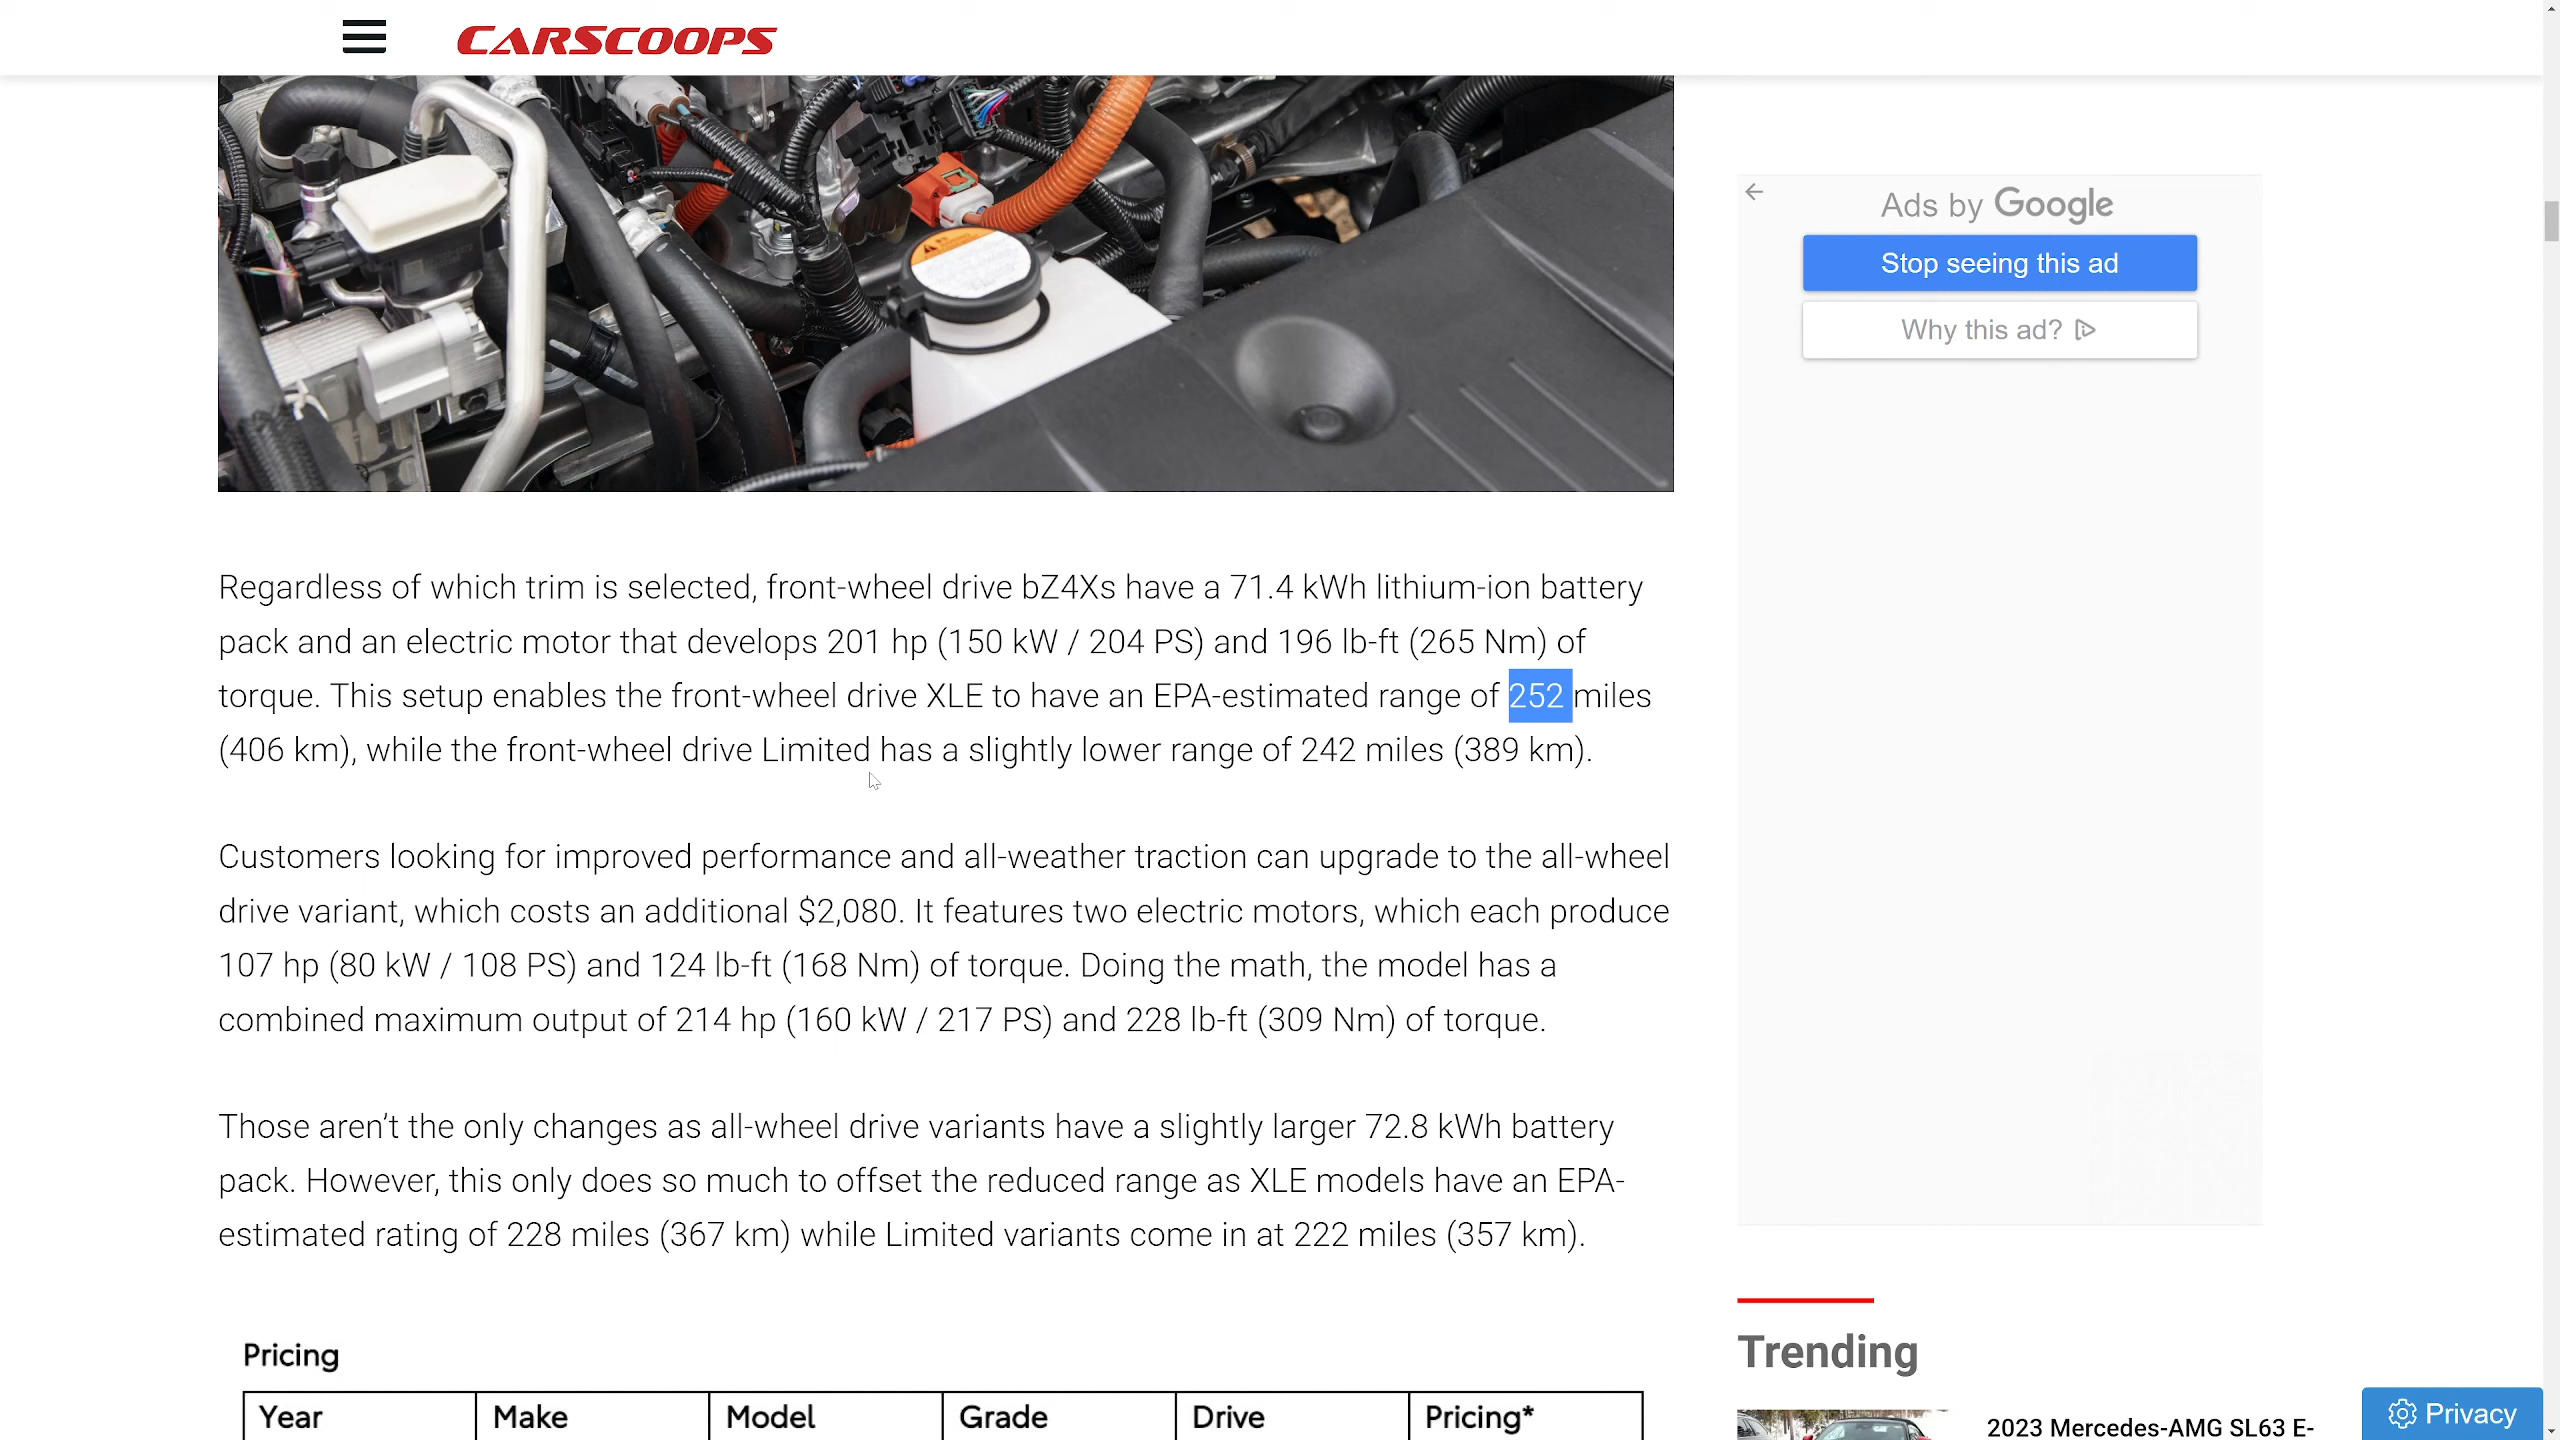 CARSCOOPS
Ads by Google
Stop seeing this ad
Why this ad?
Regardless of which trim is selected, front-wheel drive bZ4Xs have a 71.4 kWh lithium-ion battery
pack and an electric motor that develops 201 hp (150 kW / 204 PS) and 196 lb-ft (265 Nm) of
torque. This setup enables the front-wheel drive XLE to have an EPA-estimated range of 252 miles
(406 km), while the front-wheel drive Limited has a slightly lower range of 242 miles (389 km).
Customers looking for improved performance and all-weather traction can upgrade to the all-wheel
drive variant, which costs an additional $2,080. It features two electric motors, which each produce
107 hp (80 kW / 108 PS) and 124 lb-ft (168 Nm) of torque. Doing the math, the model has a
combined maximum output of 214 hp (160 kW / 217 PS) and 228 lb-ft (309 Nm) of torque.
Those aren’t the only changes as all-wheel drive variants have a slightly larger 72.8 kWh battery
pack. However, this only does so much to offset the reduced range as XLE models have an EPA-
estimated rating of 228 miles (367 km) while Limited variants come in at 222 miles (357 km).
Pricing
Year Make Model Grade Drive Pricing*
Trending
2023 Mercedes-AMG SL63 E-
Privacy